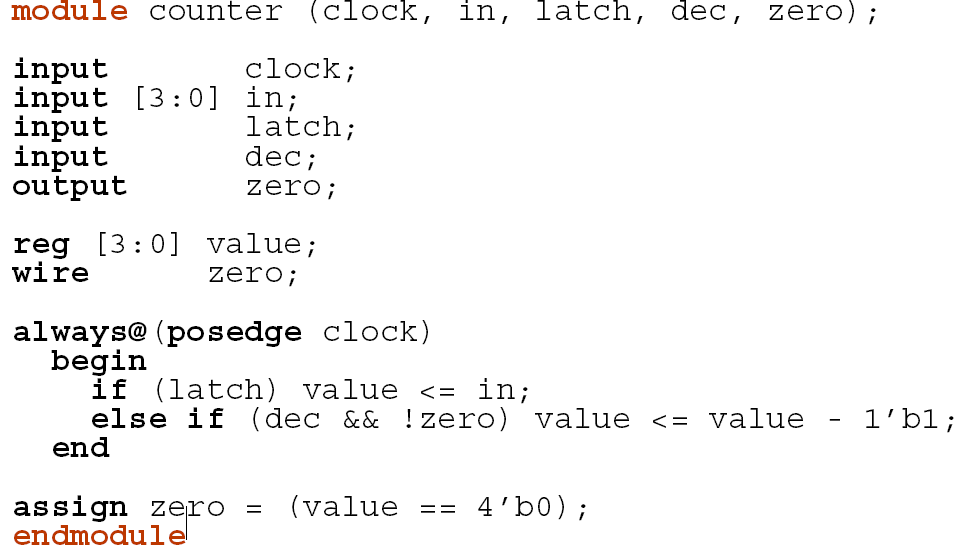 module counter (clock, in, latch, dec, zero);
input clock;
input [3:0] in;
input latch;
input dec;
output zero;
reg [3:0] value;
wire zero;
always@(posedge clock)
begin
if (latch) value <= in;
else if (dec && !zero) value <= value - 1’b1;
end
assign zero = (value == 4’b0);
endmodule